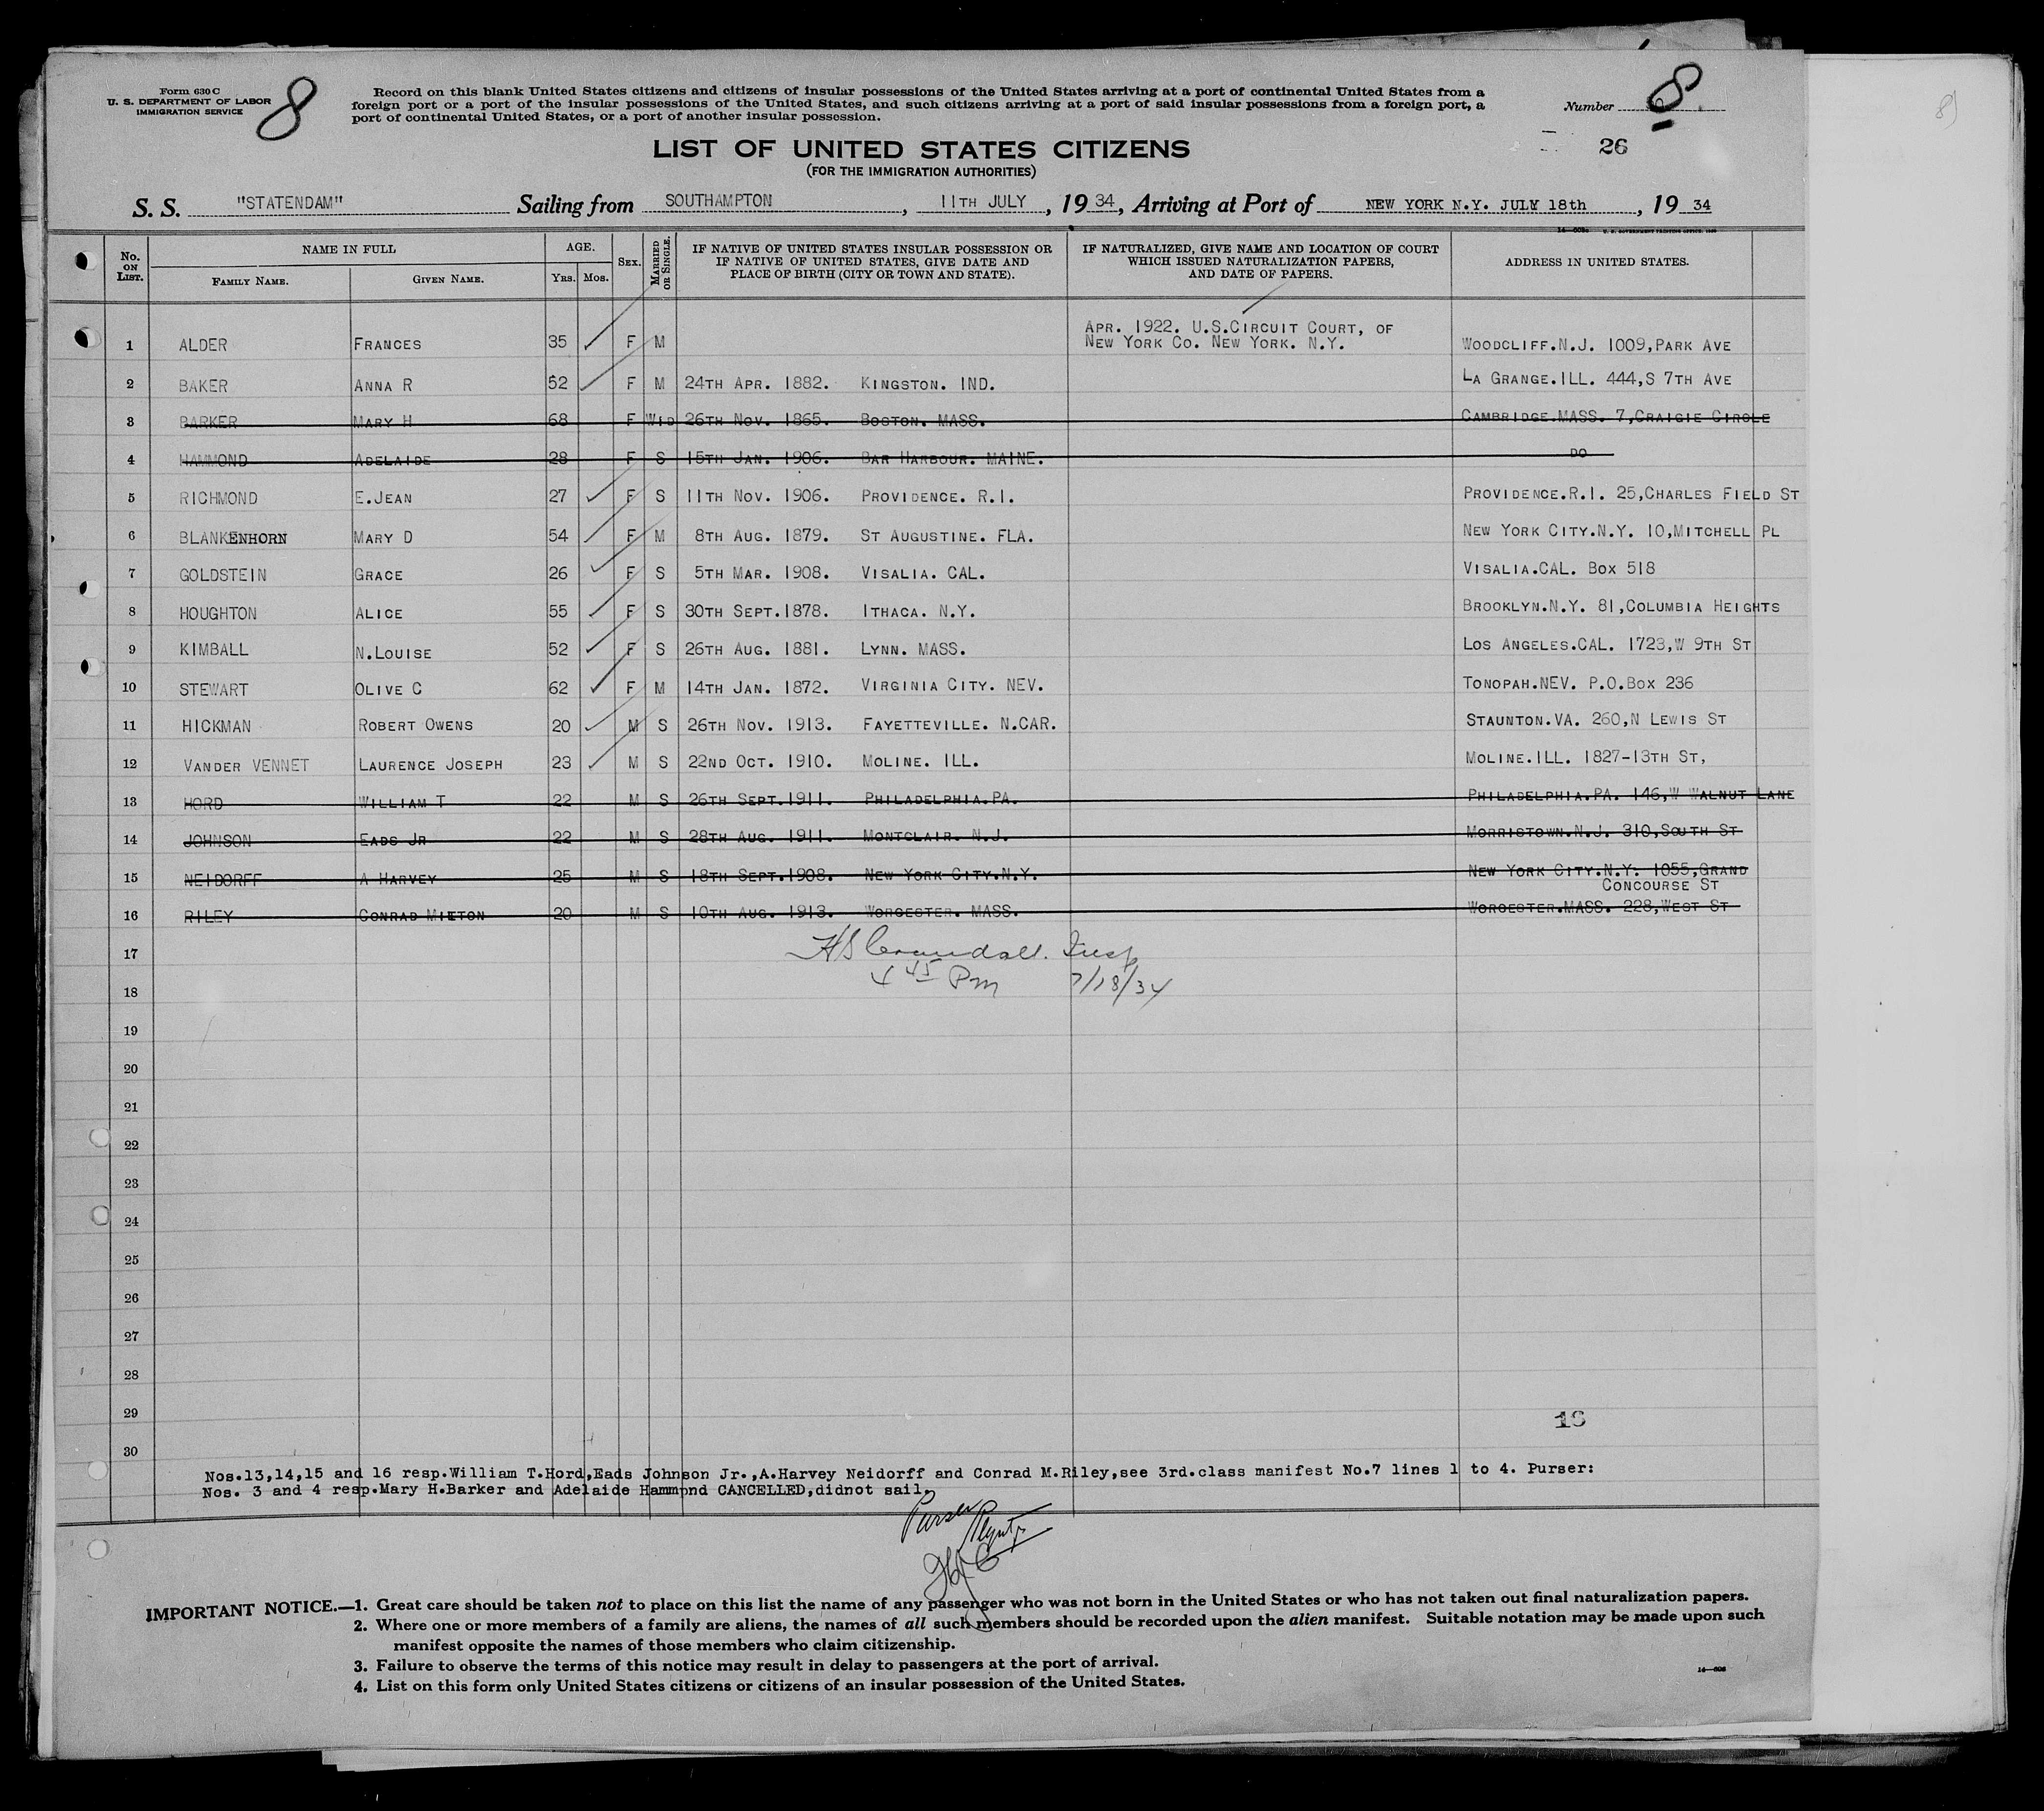 Form 630 C
U. S. DEPARTMENT OF LABOR
IMMIGRATION SERVICE
8
Record on this blank United States citizens and citizens of insular possessions of the United States arriving at a port of continental United States from a
foreign port or a port of the insular possessions of the United States, and such citizens arriving at a port of said insular possessions from a foreign port, a
port of continental United States, or a port of another insular possession.
Number 8
8
LIST OF UNITED STATES CITIZENS
(FOR THE IMMIGRATION AUTHORITIES)
26
S. S. "STATENDAM" Sailing from SOUTHAMPTON, 11TH JULY, 1934, Arriving at Port of NEW YORK N.Y. JULY 18th, 1934
No. ON LIST. NAME IN FULL FAMILY NAME. GIVEN NAME. AGE. YRS. MOS. SEX. MARRIED OR SINGLE. IF NATIVE OF UNITED STATES INSULAR POSSESSION OR IF NATIVE OF UNITED STATES, GIVE DATE AND PLACE OF BIRTH (CITY OR TOWN AND STATE). IF NATURALIZED, GIVE NAME AND LOCATION OF COURT WHICH ISSUED NATURALIZATION PAPERS, AND DATE OF PAPERS. ADDRESS IN UNITED STATES.
1 ALDER FRANCES 35 F M APR. 1922. U.S.CIRCUIT COURT, OF NEW YORK CO. NEW YORK. N.Y. WOODCLIFF.N.J. 1009,PARK AVE
2 BAKER ANNA R 52 F M 24TH APR. 1882. KINGSTON. IND. LA GRANGE.ILL. 444,S 7TH AVE
3 BARKER MARY H 68 F WID 26TH NOV. 1865. BOSTON. MASS. CAMBRIDGE.MASS. 7,CRAIGIE CIRCLE
4 HAMMOND ADELAIDE 28 F S 15TH JAN. 1906. BAR HARBOUR. MAINE. DO
5 RICHMOND E.JEAN 27 F S 11TH NOV. 1906. PROVIDENCE. R.I. PROVIDENCE.R.I. 25,CHARLES FIELD ST
6 BLANKENHORN MARY D 54 F M 8TH AUG. 1879. ST AUGUSTINE. FLA. NEW YORK CITY.N.Y. 10,MITCHELL PL
7 GOLDSTEIN GRACE 26 F S 5TH MAR. 1908. VISALIA. CAL. VISALIA.CAL. BOX 518
8 HOUGHTON ALICE 55 F S 30TH SEPT.1878. ITHACA. N.Y. BROOKLYN.N.Y. 81,COLUMBIA HEIGHTS
9 KIMBALL N.LOUISE 52 F S 26TH AUG. 1881. LYNN. MASS. LOS ANGELES.CAL. 1723,W 9TH ST
10 STEWART OLIVE C 62 F M 14TH JAN. 1872. VIRGINIA CITY. NEV. TONOPAH.NEV. P.O.BOX 236
11 HICKMAN ROBERT OWENS 20 M S 26TH NOV. 1913. FAYETTEVILLE. N.CAR. STAUNTON.VA. 260,N LEWIS ST
12 VANDER VENNET LAURENCE JOSEPH 23 M S 22ND OCT. 1910. MOLINE. ILL. MOLINE.ILL. 1827-13TH ST,
13 HORD WILLIAM T 22 M S 26TH SEPT.1911. PHILADELPHIA.PA. PHILADELPHIA.PA. 146,W WALNUT LANE
14 JOHNSON EADS JR 22 M S 28TH AUG. 1911. MONTCLAIR. N.J. MORRISTOWN.N.J. 310,SOUTH ST
15 NEIDORFF A HARVEY 25 M S 18TH SEPT.1908. NEW YORK CITY.N.Y. NEW YORK CITY.N.Y. 1055,GRAND CONCOURSE ST
16 RILEY CONRAD MILTON 20 M S 10TH AUG. 1913. WORCESTER. MASS. WORCESTER.MASS. 228,WEST ST
17 HS Crandall. Insp
18 4 45 Pm 7/18/34
19
20
21
22
23
24
25
26
27
28
29
30
16
Nos.13,14,15 and 16 resp.William T.Hord,Eads Johnson Jr.,A.Harvey Neidorff and Conrad M.Riley,see 3rd.class manifest No.7 lines 1 to 4. Purser:
Nos. 3 and 4 resp.Mary H.Barker and Adelaide Hammond CANCELLED,didnot sail.
Purser
IMPORTANT NOTICE.—1. Great care should be taken not to place on this list the name of any passenger who was not born in the United States or who has not taken out final naturalization papers.
2. Where one or more members of a family are aliens, the names of all such members should be recorded upon the alien manifest. Suitable notation may be made upon such
manifest opposite the names of those members who claim citizenship.
3. Failure to observe the terms of this notice may result in delay to passengers at the port of arrival.
4. List on this form only United States citizens or citizens of an insular possession of the United States.